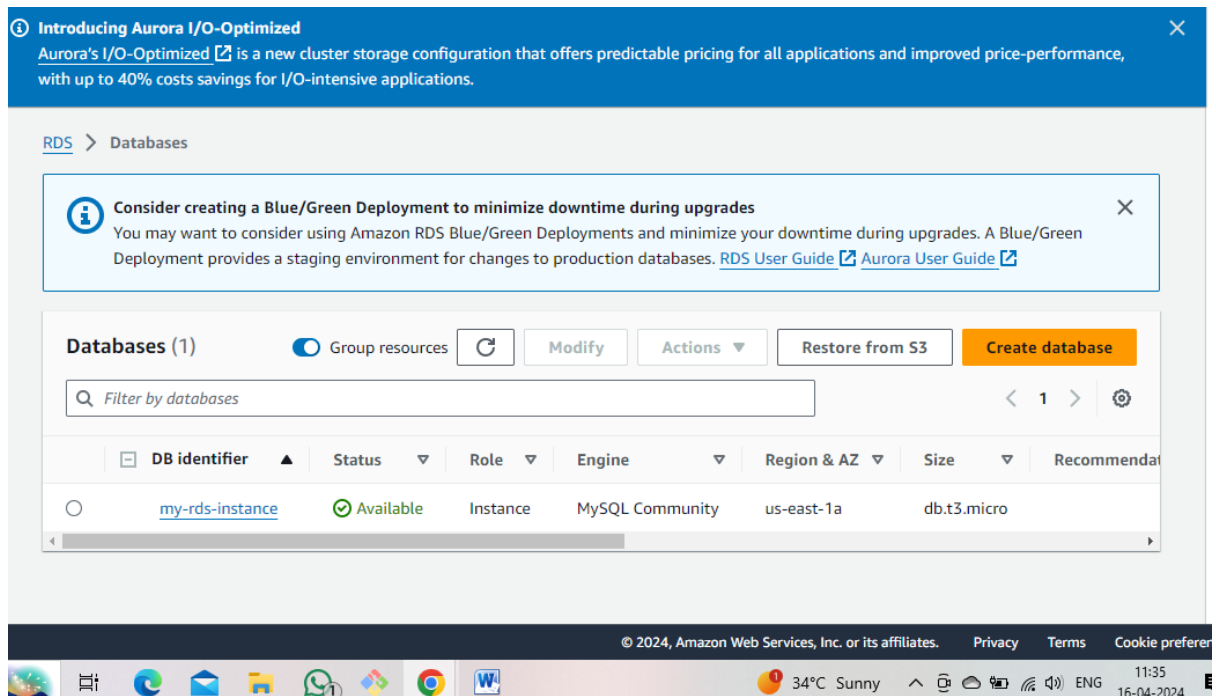 Introducing Aurora I/O-Optimized
Aurora's I/O-Optimized is a new cluster storage configuration that offers predictable pricing for all applications and improved price-performance,
with up to 40% costs savings for I/O-intensive applications.
RDS > Databases
Consider creating a Blue/Green Deployment to minimize downtime during upgrades
You may want to consider using Amazon RDS Blue/Green Deployments and minimize your downtime during upgrades. A Blue/Green
Deployment provides a staging environment for changes to production databases. RDS User Guide Aurora User Guide
Databases (1) Group resources Modify Actions Restore from S3 Create database
Filter by databases 1
DB identifier Status Role Engine Region & AZ Size Recommendat
my-rds-instance Available Instance MySQL Community us-east-1a db.t3.micro
© 2024, Amazon Web Services, Inc. or its affiliates. Privacy Terms Cookie preferer
1 W 1 34°C Sunny ENG 11:35
16-04-2024